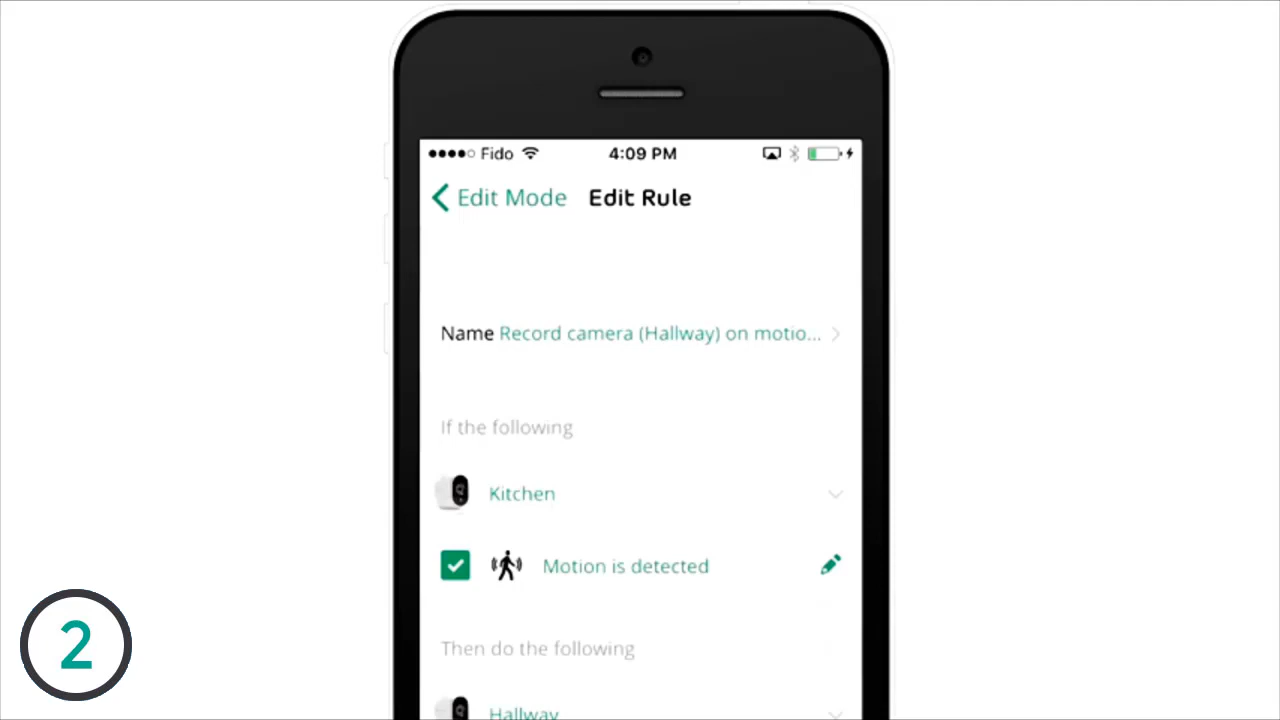 Fido 4:09 PM
Edit Mode Edit Rule
Name Record camera (Hallway) on motio...
If the following
Kitchen
Motion is detected
Then do the following
Hallway
2